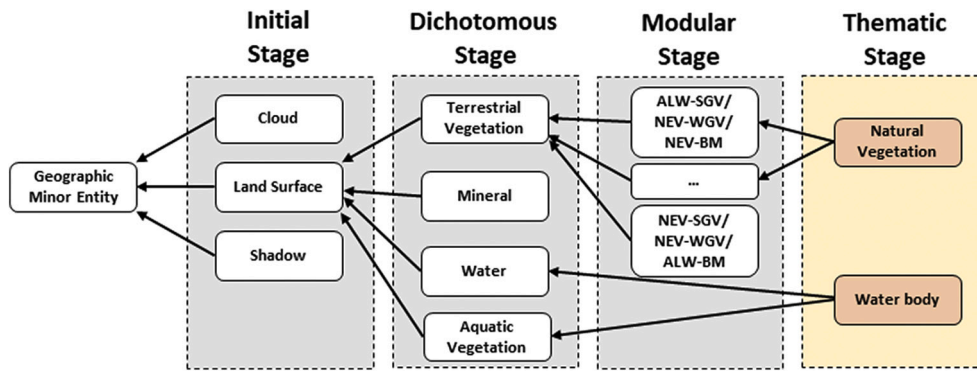 Initial
Stage
Dichotomous
Stage
Modular
Stage
Thematic
Stage
Geographic
Minor Entity
Cloud
Land Surface
Shadow
Terrestrial
Vegetation
Mineral
Water
Aquatic
Vegetation
ALW-SGV/
NEV-WGV/
NEV-BM
...
NEV-SGV/
NEV-WGV/
ALW-BM
Natural
Vegetation
Water body